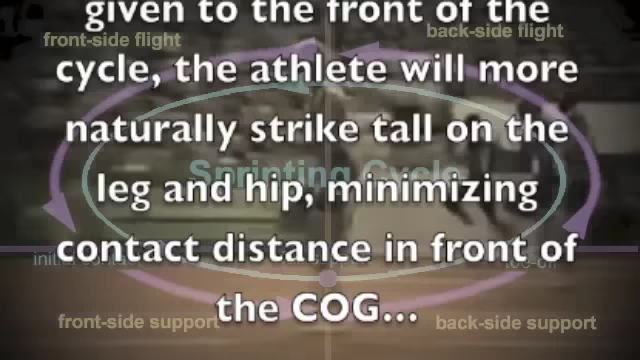 given to the front of the
front-side flight
back-side flight
cycle, the athlete will more
naturally strike tall on the
Sprinting Cycle
leg and hip, minimizing
contact distance in front of
toe-off
the COG...
front-side support
back-side support